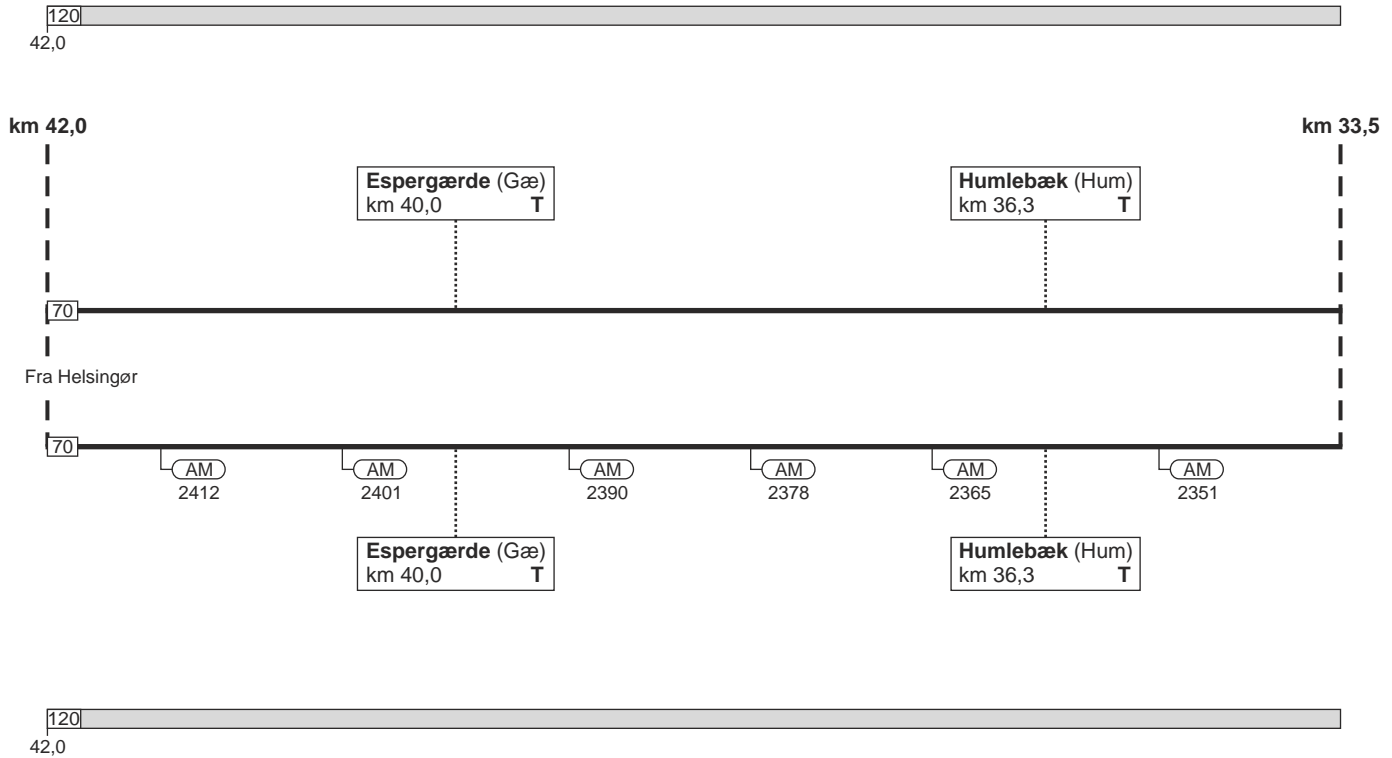 120
42,0
km 42,0
km 33,5
Espergærde (Gæ)
km 40,0 T
Humlebæk (Hum)
km 36,3 T
70
Fra Helsingør
70
AM
2412
AM
2401
AM
2390
AM
2378
AM
2365
AM
2351
Espergærde (Gæ)
km 40,0 T
Humlebæk (Hum)
km 36,3 T
120
42,0